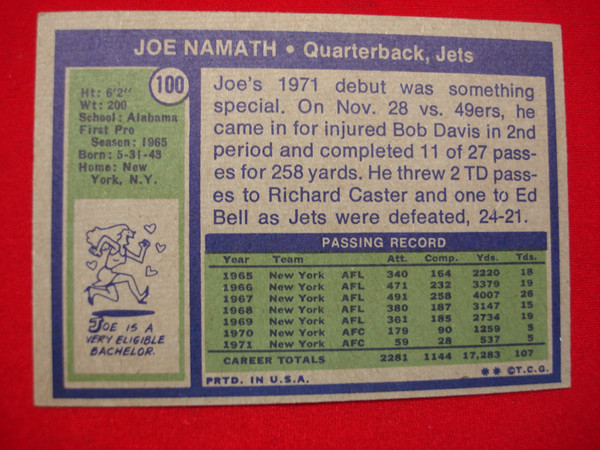 JOE NAMATH • Quarterback, Jets
100
Ht: 6'2"
Wt: 200
School: Alabama
First Pro
Season: 1965
Born: 5-31-43
Home: New
York, N.Y.
JOE IS A
VERY ELIGIBLE
BACHELOR.
Joe's 1971 debut was something
special. On Nov. 28 vs. 49ers, he
came in for injured Bob Davis in 2nd
period and completed 11 of 27 pass-
es for 258 yards. He threw 2 TD pass-
es to Richard Caster and one to Ed
Bell as Jets were defeated, 24-21.
PASSING RECORD
Year Team Att. Comp. Yds. Tds.
1965 New York AFL 340 164 2220 18
1966 New York AFL 471 232 3379 19
1967 New York AFL 491 258 4007 26
1968 New York AFL 380 187 3147 15
1969 New York AFL 361 185 2734 19
1970 New York AFC 179 90 1259 5
1971 New York AFC 59 28 537 5
CAREER TOTALS 2281 1144 17,283 107
PRTD. IN U.S.A. ** ©T.C.G.